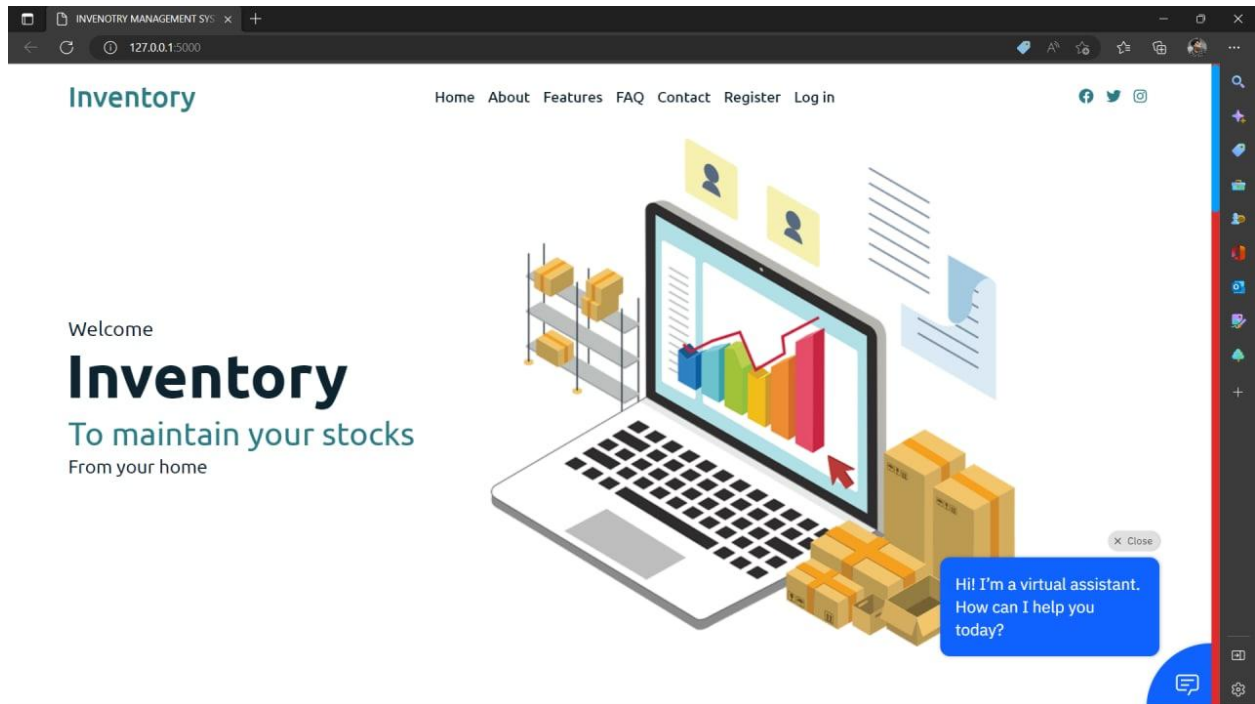 INVENOTRY MANAGEMENT SYS
127.0.0.1:5000
Inventory
Home About Features FAQ Contact Register Log in
Welcome
Inventory
To maintain your stocks
From your home
Close
Hi! I'm a virtual assistant.
How can I help you
today?